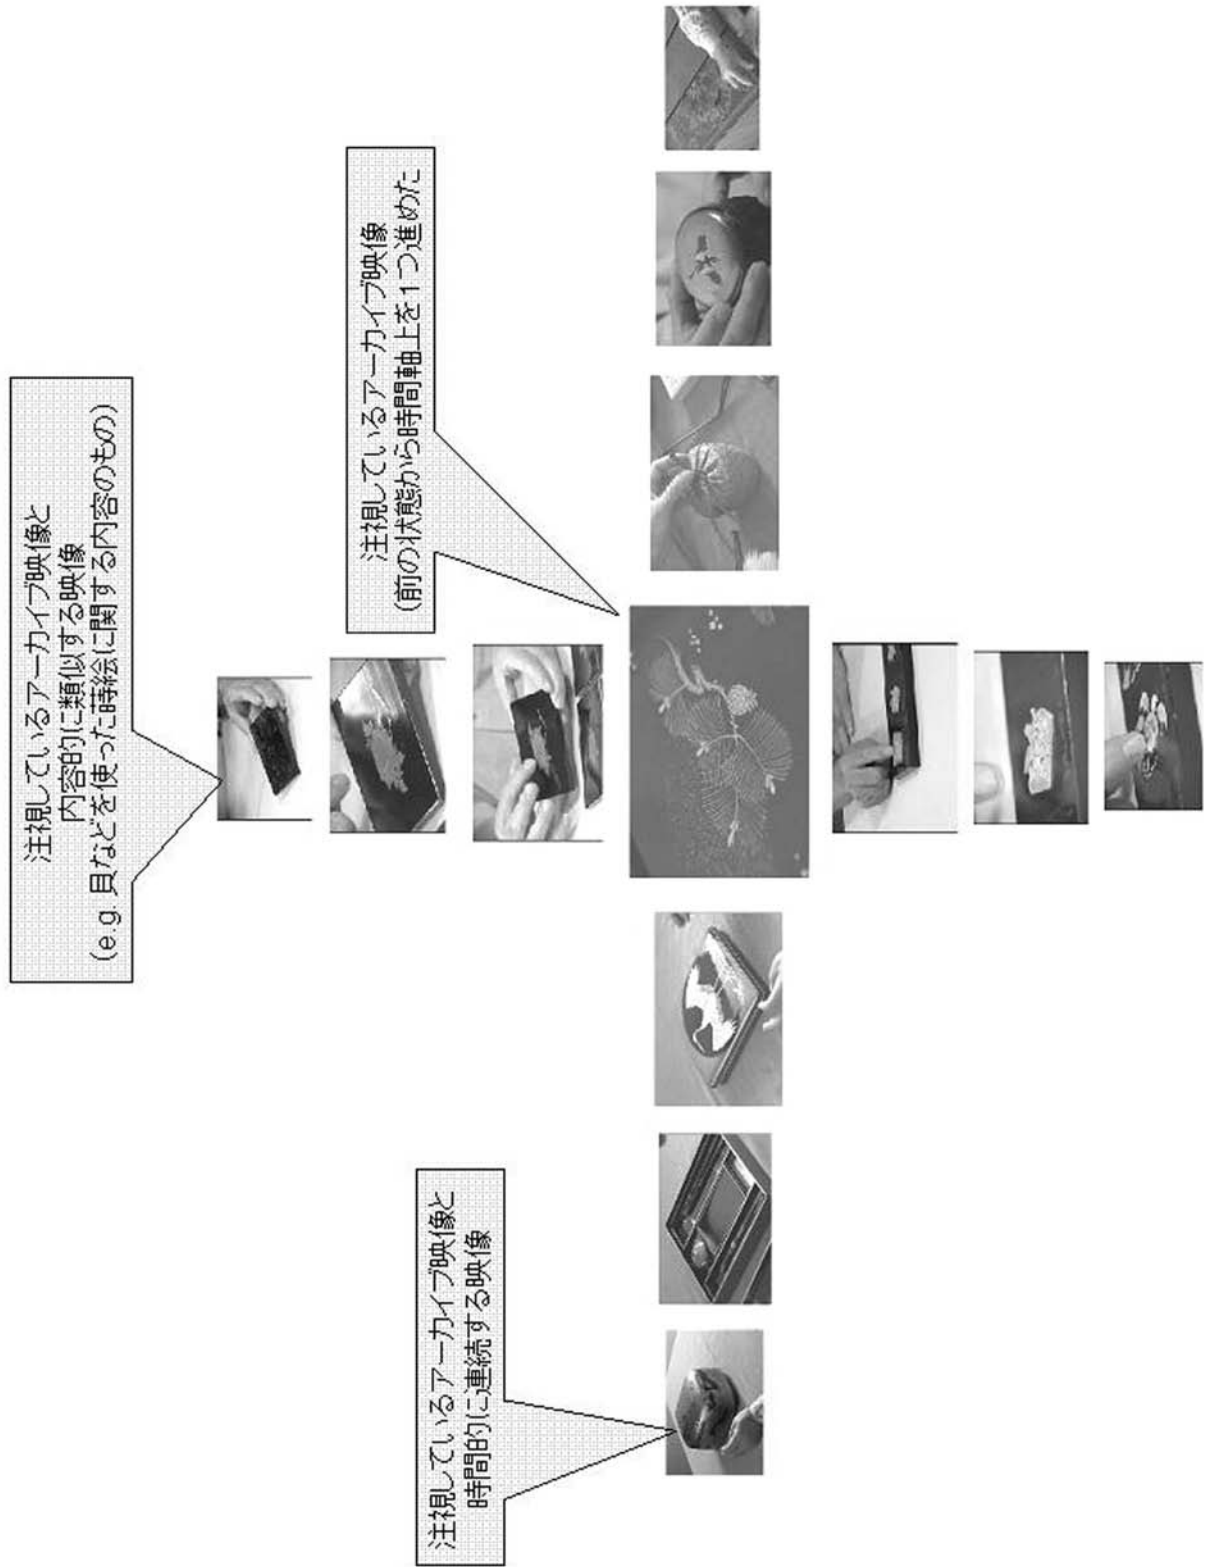 注視しているアーカイブ映像と
内容的に類似する映像
(e.g. 貝などを使った蒔絵に関する内容のもの)
注視しているアーカイブ映像
(前の状態から時間軸上を1つ進めた
注視しているアーカイブ映像と
時間的に連続する映像